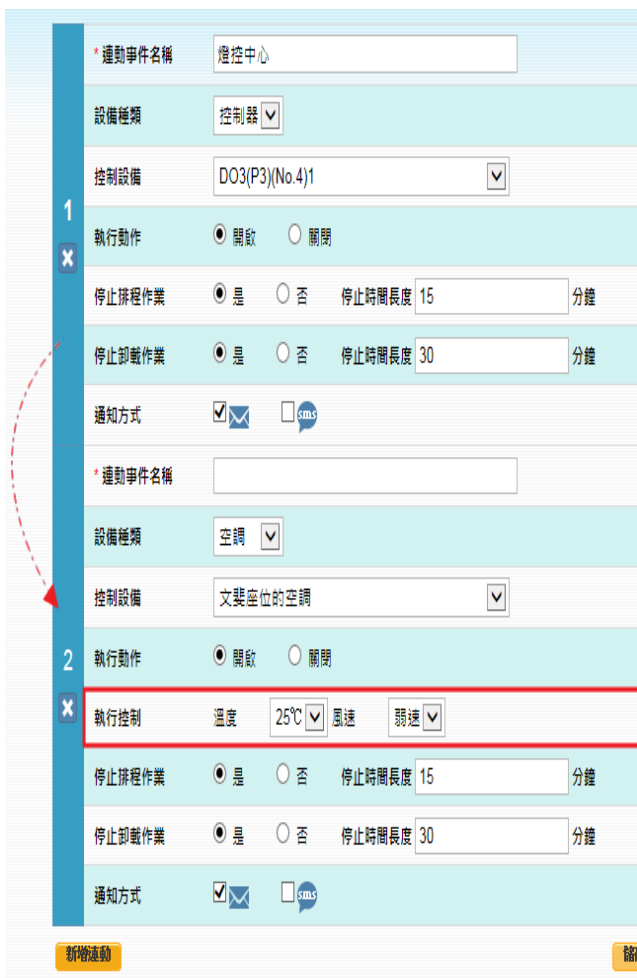 * 連動事件名稱 燈控中心
設備種類 控制器
控制設備 DO3(P3)(No.4)1
1
執行動作 開啟 關閉
停止排程作業 是 否 停止時間長度 15 分鐘
停止卸載作業 是 否 停止時間長度 30 分鐘
通知方式 sms
* 連動事件名稱
設備種類 空調
控制設備 文斐座位的空調
2 執行動作 開啟 關閉
執行控制 溫度 25℃ 風速 弱速
停止排程作業 是 否 停止時間長度 15 分鐘
停止卸載作業 是 否 停止時間長度 30 分鐘
通知方式 sms
新增連動